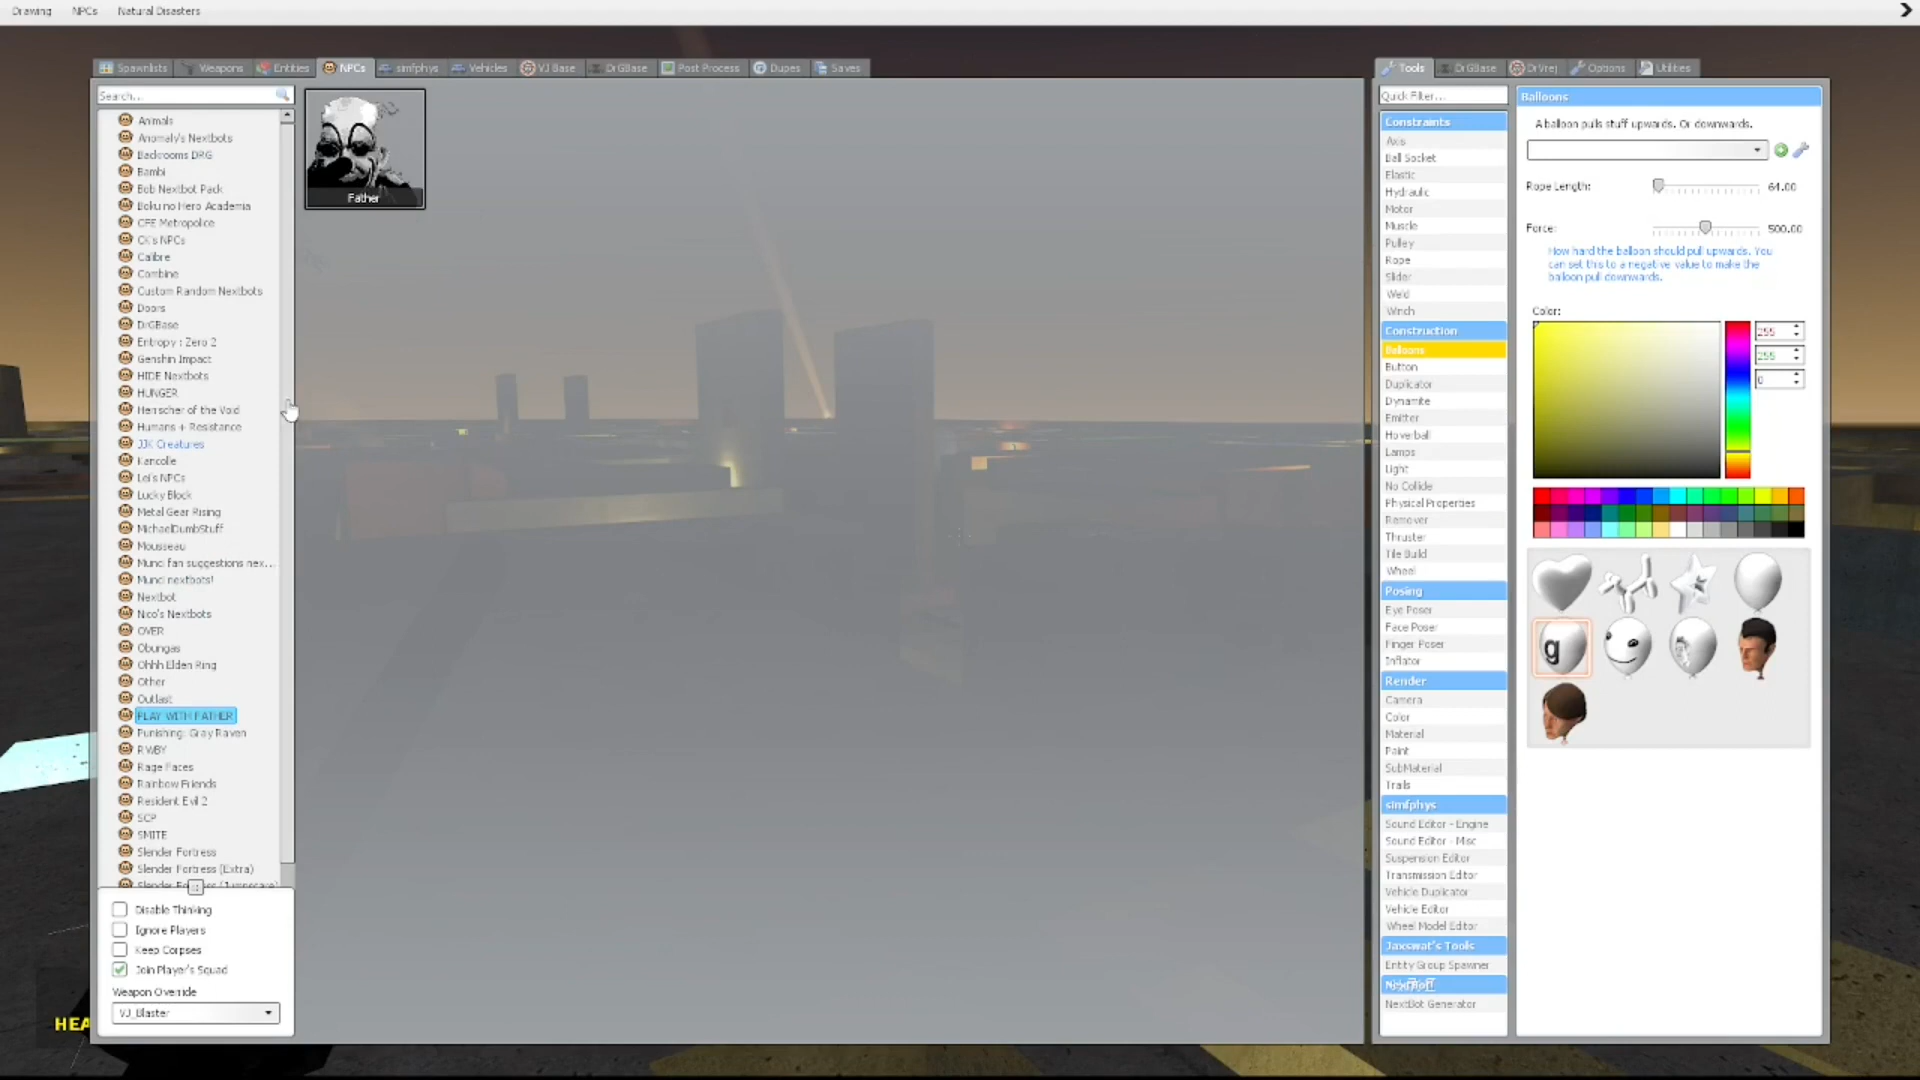 Drawing NPCs Natural Disasters
Spawnlists Weapons Entities NPCs simfphys Vehicles VJ Base DrGBase Post Process Dupes Saves
Search...
Animals
Anomaly's Nextbots
Backrooms DRG
Bambi
Bob Nextbot Pack
Boku no Hero Academia
CFE Metropolice
CK's NPCs
Calibre
Combine
Custom Random Nextbots
Doors
DrGBase
Entropy : Zero 2
Genshin Impact
HIDE Nextbots
HUNGER
Herrscher of the Void
Humans + Resistance
JJK Creatures
Kancolle
Lei's NPCs
Lucky Block
Metal Gear Rising
MichaelDumbStuff
Mousseau
Munci fan suggestions nex...
Munci nextbots!
Nextbot
Nico's Nextbots
OVER
Obungas
Ohhh Elden Ring
Other
Outlast
PLAY WITH FATHER
Punishing: Gray Raven
RWBY
Rage Faces
Rainbow Friends
Resident Evil 2
SCP
SMITE
Slender Fortress
Slender Fortress (Extra)
Disable Thinking
Ignore Players
Keep Corpses
Join Player's Squad
Weapon Override
VJ_Blaster
HEA
Father
Tools DrGBase DrVrej Options Utilities
Quick Filter...
Constraints
Axis
Ball Socket
Elastic
Hydraulic
Motor
Muscle
Pulley
Rope
Slider
Weld
Winch
Construction
Balloons
Button
Duplicator
Dynamite
Emitter
Hoverball
Lamps
Light
No Collide
Physical Properties
Remover
Thruster
Tile Build
Wheel
Posing
Eye Poser
Face Poser
Finger Poser
Inflator
Render
Camera
Color
Material
Paint
SubMaterial
Trails
simfphys
Sound Editor - Engine
Sound Editor - Misc
Suspension Editor
Transmission Editor
Vehicle Duplicator
Vehicle Editor
Wheel Model Editor
Jaxswat's Tools
Entity Group Spawner
NextBot Generator
Balloons
A balloon pulls stuff upwards. Or downwards.
Rope Length: 64.00
Force: 500.00
How hard the balloon should pull upwards. You
can set this to a negative value to make the
balloon pull downwards.
Color:
255
255
0
g